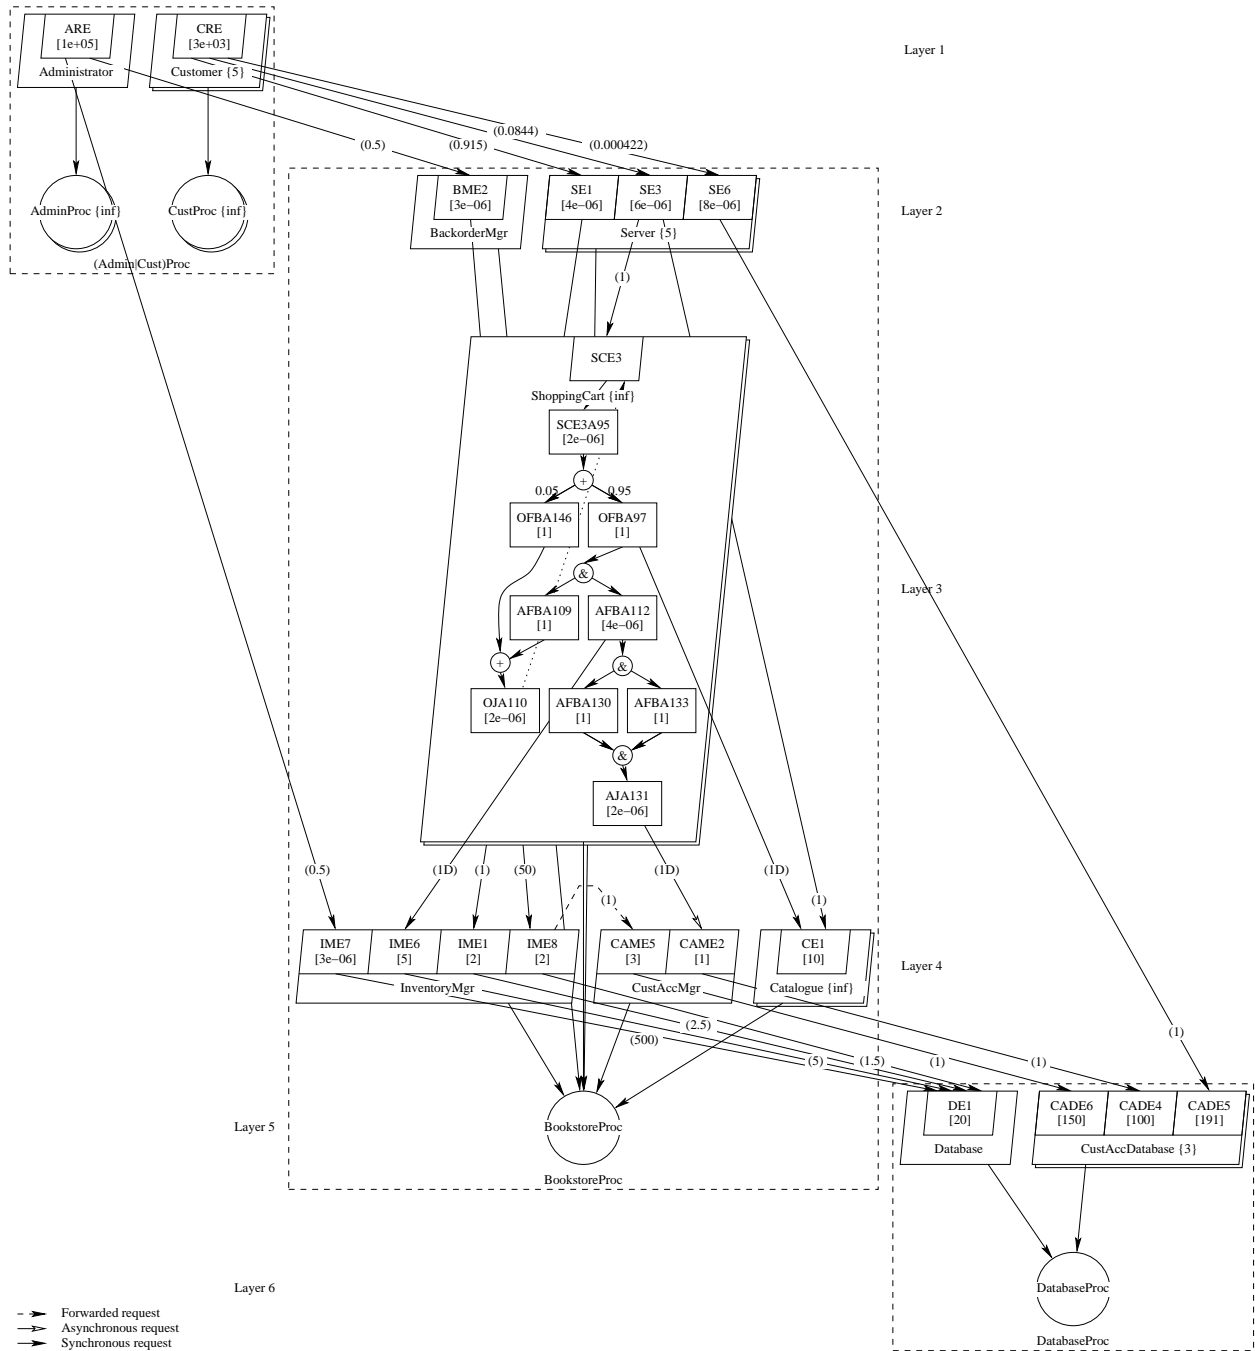 ARE
[1e+05]
Administrator
CRE
[3e+03]
Customer {5}
Layer 1
(0.5)
(0.915)
(0.0844)
(0.000422)
AdminProc {inf}
CustProc {inf}
(Admin|Cust)Proc
BME2
[3e−06]
BackorderMgr
SE1
[4e−06]
SE3
[6e−06]
SE6
[8e−06]
Server {5}
Layer 2
(1)
SCE3
ShoppingCart {inf}
SCE3A95
[2e−06]
+
0.05
0.95
OFBA146
[1]
OFBA97
[1]
&
AFBA109
[1]
AFBA112
[4e−06]
Layer 3
+
&
OJA110
[2e−06]
AFBA130
[1]
AFBA133
[1]
&
AJA131
[2e−06]
(0.5)
(1D)
(1)
(50)
(1)
(1D)
(1D)
(1)
IME7
[3e−06]
IME6
[5]
IME1
[2]
IME8
[2]
InventoryMgr
CAME5
[3]
CAME2
[1]
CustAccMgr
CE1
[10]
Catalogue {inf}
Layer 4
(500)
(2.5)
(5)
(1.5)
(1)
(1)
(1)
BookstoreProc
BookstoreProc
Layer 5
DE1
[20]
Database
CADE6
[150]
CADE4
[100]
CADE5
[191]
CustAccDatabase {3}
DatabaseProc
DatabaseProc
Layer 6
Forwarded request
Asynchronous request
Synchronous request